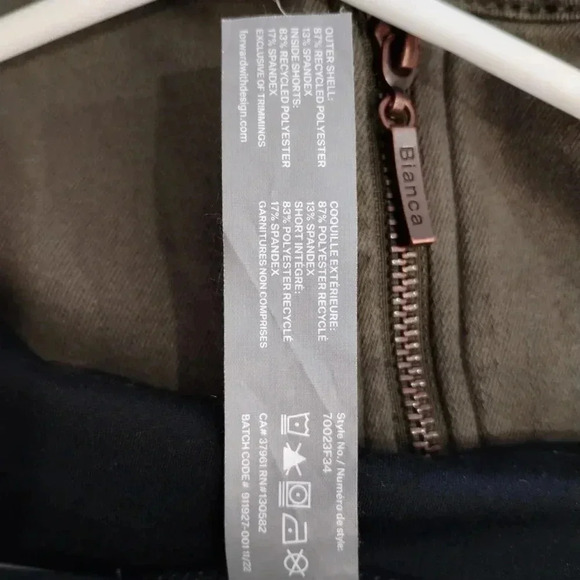 OUTER SHELL:
87% RECYCLED POLYESTER
13% SPANDEX
INSIDE SHORTS:
83% RECYCLED POLYESTER
17% SPANDEX
EXCLUSIVE OF TRIMMINGS
forwardwithdesign.com
COQUILLE EXTÉRIEURE:
87% POLYESTER RECYCLÉ
13% SPANDEX
SHORT INTÉGRÉ:
83% POLYESTER RECYCLÉ
17% SPANDEX
GARNITURES NON COMPRISES
Style No./ Numéro de style:
70023F34
CA# 37961 RN#130582
BATCH CODE# 911927-001 11/22
Bianca